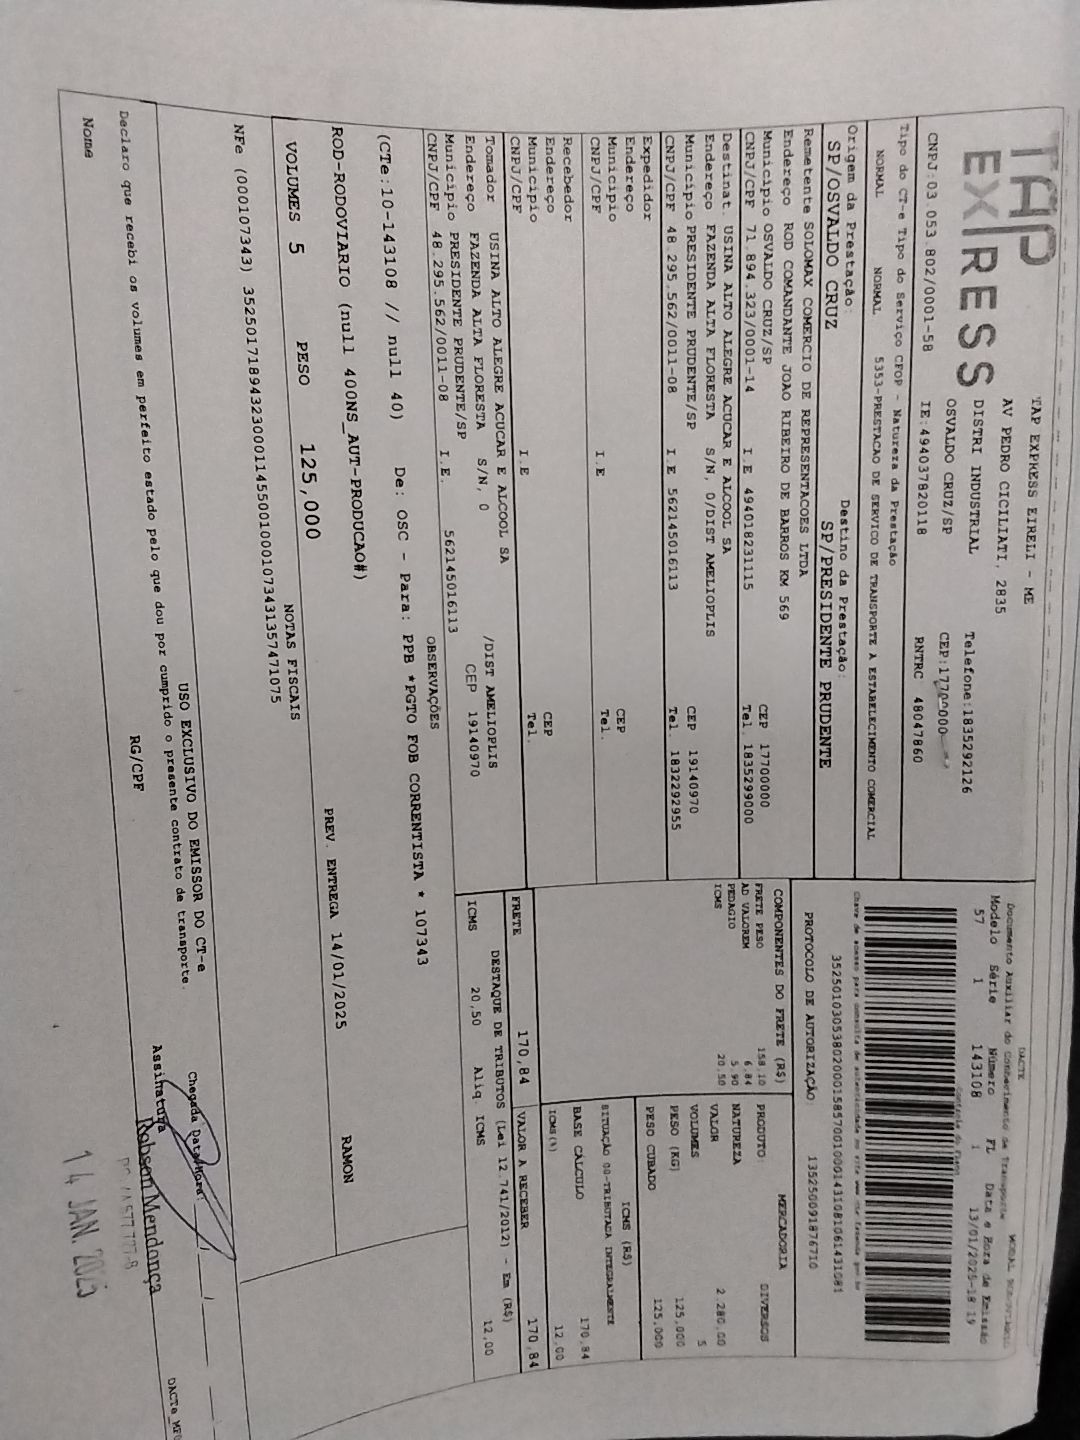 TAP
EXPRESS
TAP EXPRESS EIRELI - ME
AV PEDRO CICILIATI, 2835
DISTRI INDUSTRIAL
OSVALDO CRUZ/SP
Telefone:1835292126
CEP:17700000
CNPJ:03.053.802/0001-58 IE:494037820118 RNTRC 48047860
DACTE
Documento Auxiliar do Conhecimento de Transporte
Modelo Série Número FL Data e Hora de Emissão
57 1 143108 1 13/01/2025-18:19
Controle do Fisco
Tipo do CT-e Tipo do Serviço CFOP - Natureza da Prestação
NORMAL NORMAL 5353-PRESTACAO DE SERVICO DE TRANSPORTE A ESTABELECIMENTO COMERCIAL
Origem da Prestação: Destino da Prestação:
SP/OSVALDO CRUZ SP/PRESIDENTE PRUDENTE
35250103053802000158570010001431081061431081
PROTOCOLO DE AUTORIZAÇÃO: 135250091876710
Remetente SOLOMAX COMERCIO DE REPRESENTACOES LTDA
Endereço ROD COMANDANTE JOAO RIBEIRO DE BARROS KM 569
Município OSVALDO CRUZ/SP CEP 17700000
CNPJ/CPF 71.894.323/0001-14 I.E 494018231115 Tel. 1835299000
Destinat. USINA ALTO ALEGRE ACUCAR E ALCOOL SA
Endereço FAZENDA ALTA FLORESTA S/N, 0/DIST AMELIOPLIS
Município PRESIDENTE PRUDENTE/SP CEP 19140970
CNPJ/CPF 48.295.562/0011-08 I.E 562145016113 Tel. 1832292955
Expedidor
Endereço
Município CEP
CNPJ/CPF I.E Tel.
Recebedor
Endereço
Município CEP
CNPJ/CPF I.E Tel.
Tomador USINA ALTO ALEGRE ACUCAR E ALCOOL SA
Endereço FAZENDA ALTA FLORESTA S/N, 0 /DIST AMELIOPLIS
Município PRESIDENTE PRUDENTE/SP CEP 19140970
CNPJ/CPF 48.295.562/0011-08 I.E. 562145016113
COMPONENTES DO FRETE (R$)
FRETE PESO 158,10
AD VALOREM 6,84
PEDAGIO 5,90
ICMS 20,50
MERCADORIA
PRODUTO: DIVERSOS
NATUREZA
VALOR 2.280,00
VOLUMES 5
PESO (KG) 125,000
PESO CUBADO 125,000
ICMS (R$)
SITUAÇÃO 00-TRIBUTADA INTEGRALMENTE
BASE CALCULO 170,84
ICMS(%) 12,00
FRETE 170,84 VALOR A RECEBER 170,84
DESTAQUE DE TRIBUTOS (Lei 12.741/2012) - Em (R$)
ICMS 20,50 Aliq. ICMS 12,00
OBSERVAÇÕES
(CTe:10-143108 // null 40) De: OSC - Para: PPB *PGTO FOB CORRENTISTA * 107343
ROD-RODOVIARIO (null 400NS_AUT-PRODUCAO#)
PREV. ENTREGA 14/01/2025 RAMON
VOLUMES 5 PESO 125,000
NOTAS FISCAIS
NFe (000107343) 35250171894323000114550010001073431357471075
USO EXCLUSIVO DO EMISSOR DO CT-e
Declaro que recebi os volumes em perfeito estado pelo que dou por cumprido o presente contrato de transporte.
Chegada Data/Hora:
Nome RG/CPF Assinatura
Robson Mendonça
14 JAN. 2025